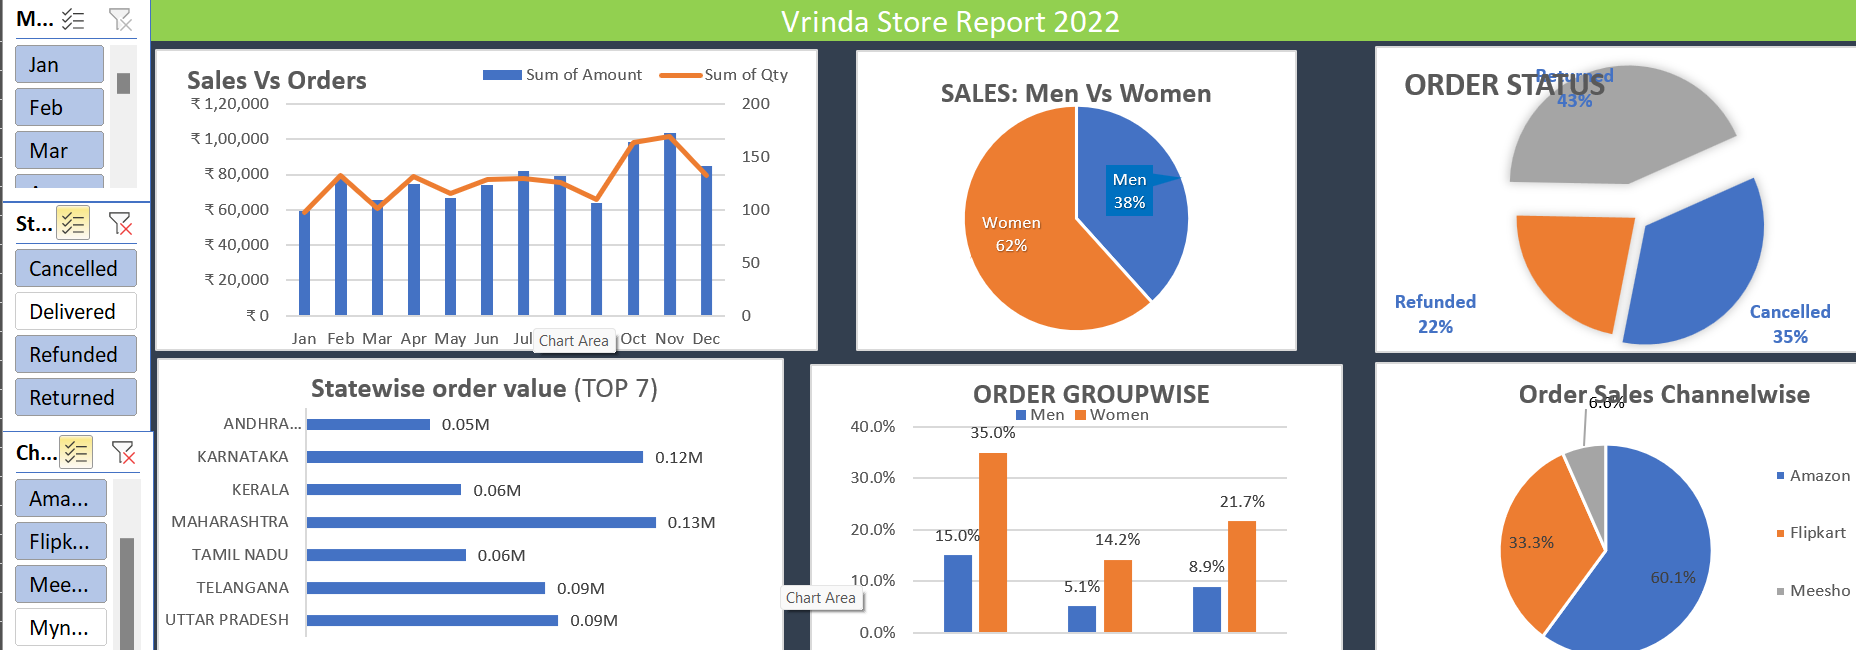 Vrinda Store Report 2022
M...
Jan
Feb
Mar
St...
Cancelled
Delivered
Refunded
Returned
Ch...
Ama...
Flipk...
Mee...
Myn...
Sales Vs Orders
Sum of Amount
Sum of Qty
₹ 1,20,000
₹ 1,00,000
₹ 80,000
₹ 60,000
₹ 40,000
₹ 20,000
₹ 0
200
150
100
50
0
Jan Feb Mar Apr May Jun Jul Oct Nov Dec
Chart Area
SALES: Men Vs Women
Men
38%
Women
62%
ORDER STATUS
Returned
43%
Refunded
22%
Cancelled
35%
Statewise order value (TOP 7)
ANDHRA... 0.05M
KARNATAKA 0.12M
KERALA 0.06M
MAHARASHTRA 0.13M
TAMIL NADU 0.06M
TELANGANA 0.09M
UTTAR PRADESH 0.09M
Chart Area
ORDER GROUPWISE
Men Women
40.0%
30.0%
20.0%
10.0%
0.0%
15.0%
35.0%
5.1%
14.2%
8.9%
21.7%
Order Sales Channelwise
6.6%
33.3%
60.1%
Amazon
Flipkart
Meesho